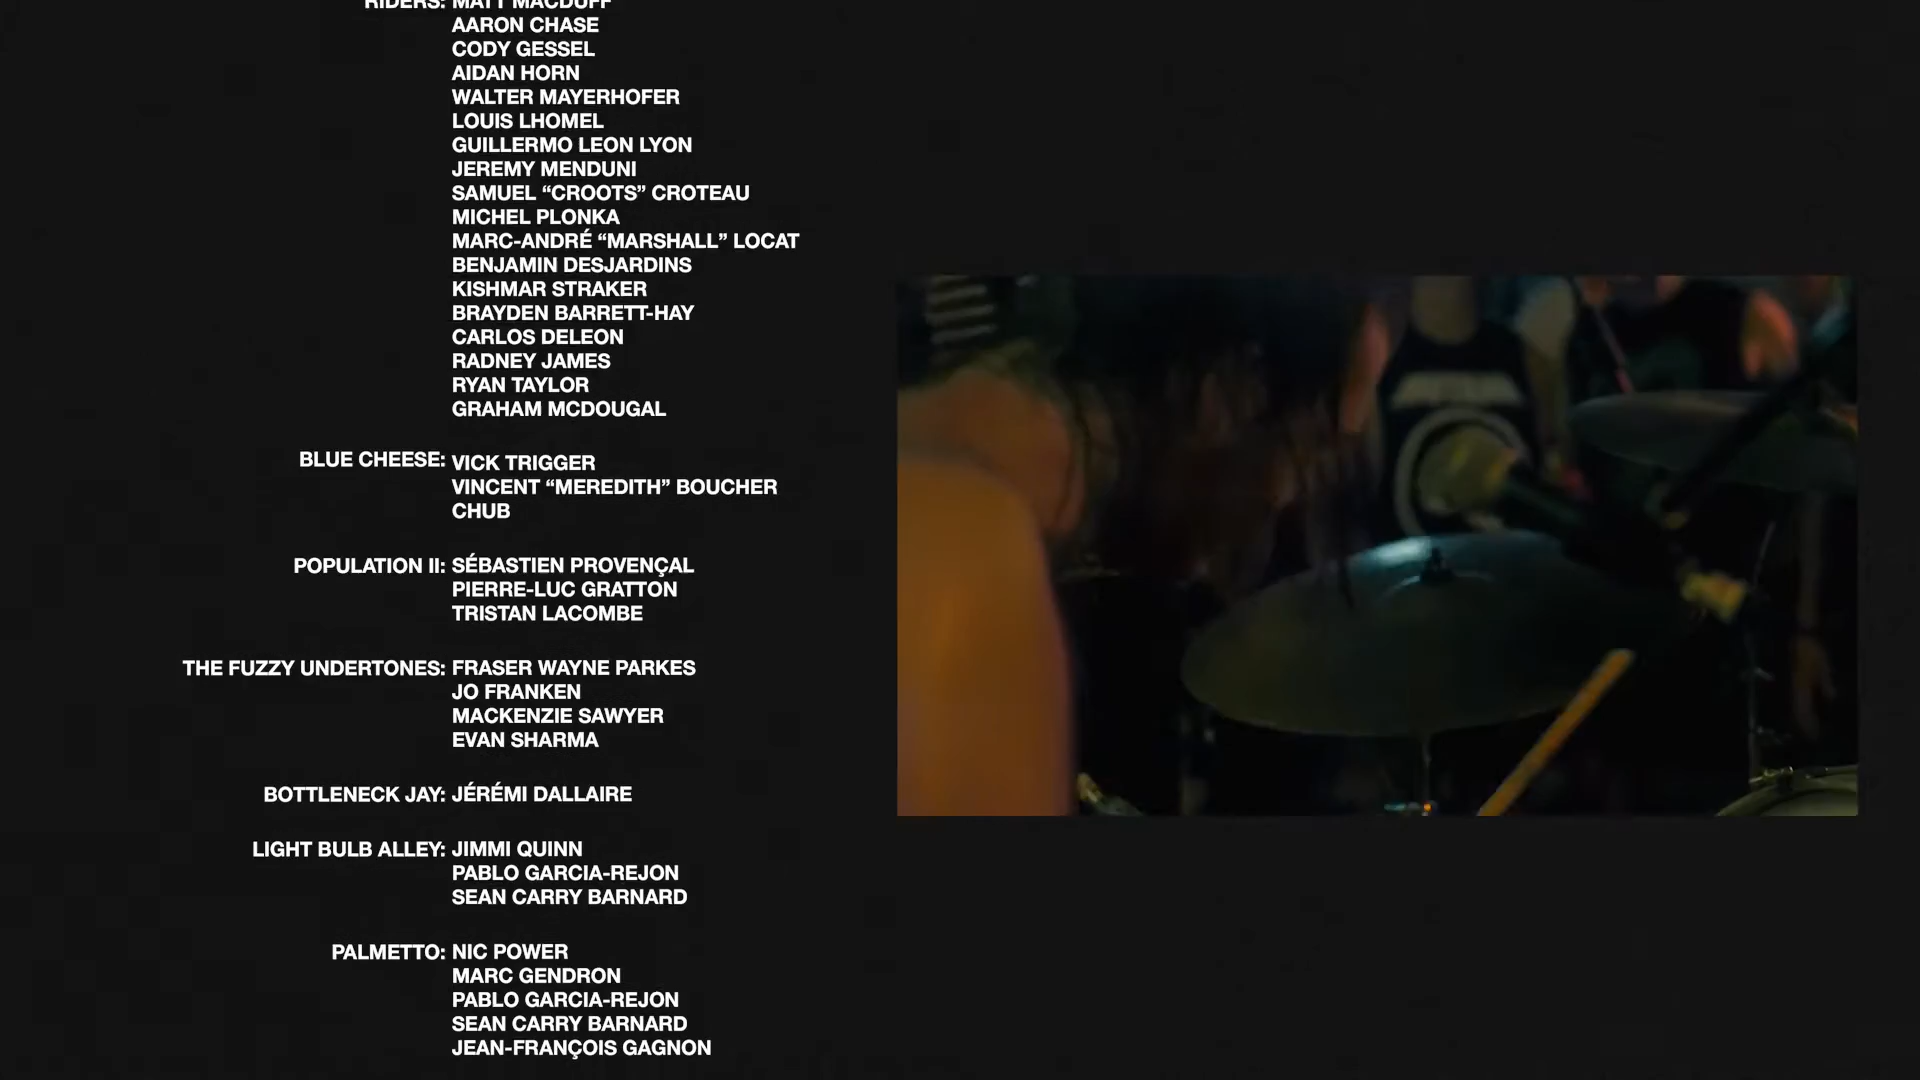 RIDERS: MATT MACDUFF
AARON CHASE
CODY GESSEL
AIDAN HORN
WALTER MAYERHOFER
LOUIS LHOMEL
GUILLERMO LEON LYON
JEREMY MENDUNI
SAMUEL “CROOTS” CROTEAU
MICHEL PLONKA
MARC-ANDRÉ “MARSHALL” LOCAT
BENJAMIN DESJARDINS
KISHMAR STRAKER
BRAYDEN BARRETT-HAY
CARLOS DELEON
RADNEY JAMES
RYAN TAYLOR
GRAHAM MCDOUGAL
BLUE CHEESE: VICK TRIGGER
VINCENT “MEREDITH” BOUCHER
CHUB
POPULATION II: SÉBASTIEN PROVENÇAL
PIERRE-LUC GRATTON
TRISTAN LACOMBE
THE FUZZY UNDERTONES: FRASER WAYNE PARKES
JO FRANKEN
MACKENZIE SAWYER
EVAN SHARMA
BOTTLENECK JAY: JÉRÉMI DALLAIRE
LIGHT BULB ALLEY: JIMMI QUINN
PABLO GARCIA-REJON
SEAN CARRY BARNARD
PALMETTO: NIC POWER
MARC GENDRON
PABLO GARCIA-REJON
SEAN CARRY BARNARD
JEAN-FRANÇOIS GAGNON